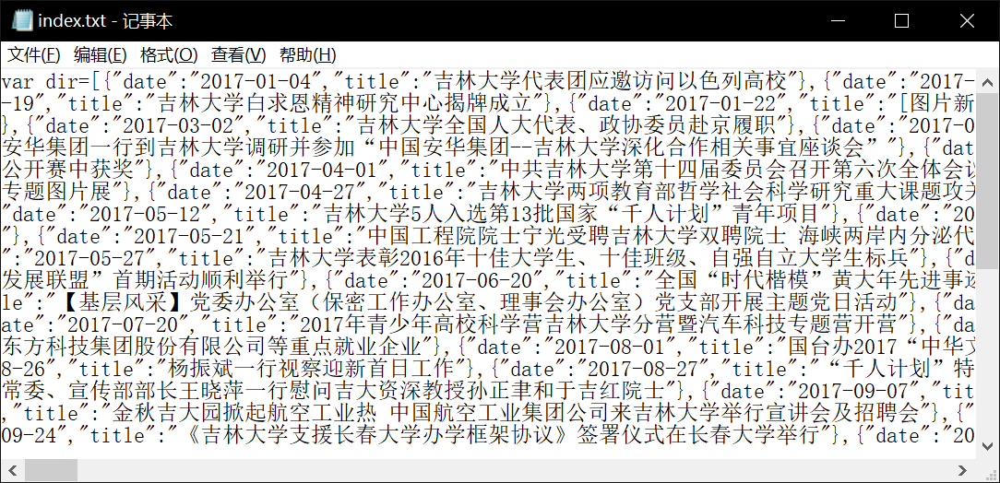 index.txt - 记事本
文件(F) 编辑(E) 格式(O) 查看(V) 帮助(H)
var dir=[{"date":"2017-01-04","title":"吉林大学代表团应邀访问以色列高校"},{"date":"2017-
-19","title":"吉林大学白求恩精神研究中心揭牌成立"},{"date":"2017-01-22","title":"[图片新
},{"date":"2017-03-02","title":"吉林大学全国人大代表、政协委员赴京履职"},{"date":"2017-0
安华集团一行到吉林大学调研并参加“中国安华集团--吉林大学深化合作相关事宜座谈会”"},{"dat
公开赛中获奖"},{"date":"2017-04-01","title":"中共吉林大学第十四届委员会召开第六次全体会议
专题图片展"},{"date":"2017-04-27","title":"吉林大学两项教育部哲学社会科学研究重大课题攻关
"date":"2017-05-12","title":"吉林大学5人入选第13批国家“千人计划”青年项目"},{"date":"20
"},{"date":"2017-05-21","title":"中国工程院院士宁光受聘吉林大学双聘院士 海峡两岸内分泌代
":"2017-05-27","title":"吉林大学表彰2016年十佳大学生、十佳班级、自强自立大学生标兵"},{"d
发展联盟”首期活动顺利举行"},{"date":"2017-06-20","title":"全国“时代楷模”黄大年先进事迹
le":"【基层风采】党委办公室（保密工作办公室、理事会办公室）党支部开展主题党日活动"},{"da
ate":"2017-07-20","title":"2017年青少年高校科学营吉林大学分营暨汽车科技专题营开营"},{"d
东方科技集团股份有限公司等重点就业企业"},{"date":"2017-08-01","title":"国台办2017“中华文
8-26","title":"杨振斌一行视察迎新首日工作"},{"date":"2017-08-27","title":"“千人计划”特
常委、宣传部部长王晓萍一行慰问吉大资深教授孙正聿和于吉红院士"},{"date":"2017-09-07","tit
,"title":"金秋吉大园掀起航空工业热 中国航空工业集团公司来吉林大学举行宣讲会及招聘会"},{"
09-24","title":"《吉林大学支援长春大学办学框架协议》签署仪式在长春大学举行"},{"date":"20